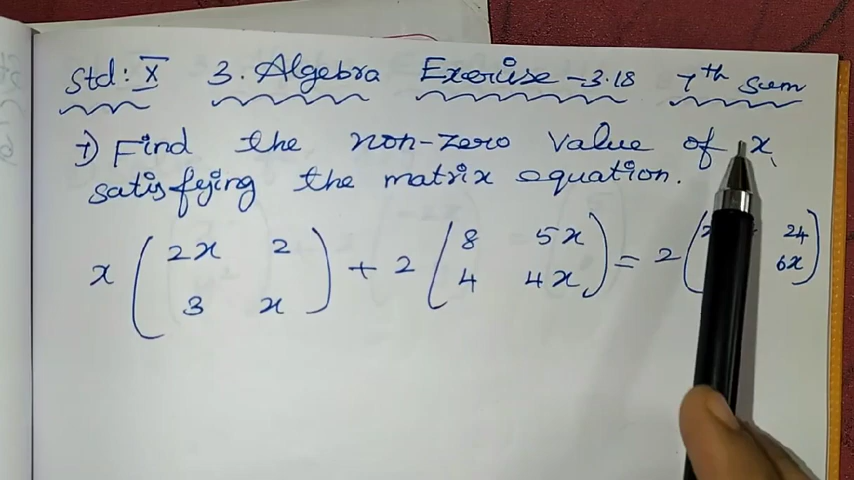 Std: X 3. Algebra Exercise - 3.18 7th sum
7) Find the non-zero value of x
satisfying the matrix equation.
x ( 2x 2 ) + 2 ( 8 5x ) = 2 ( 24 )
( 3 x ) ( 4 4x ) ( 6x )